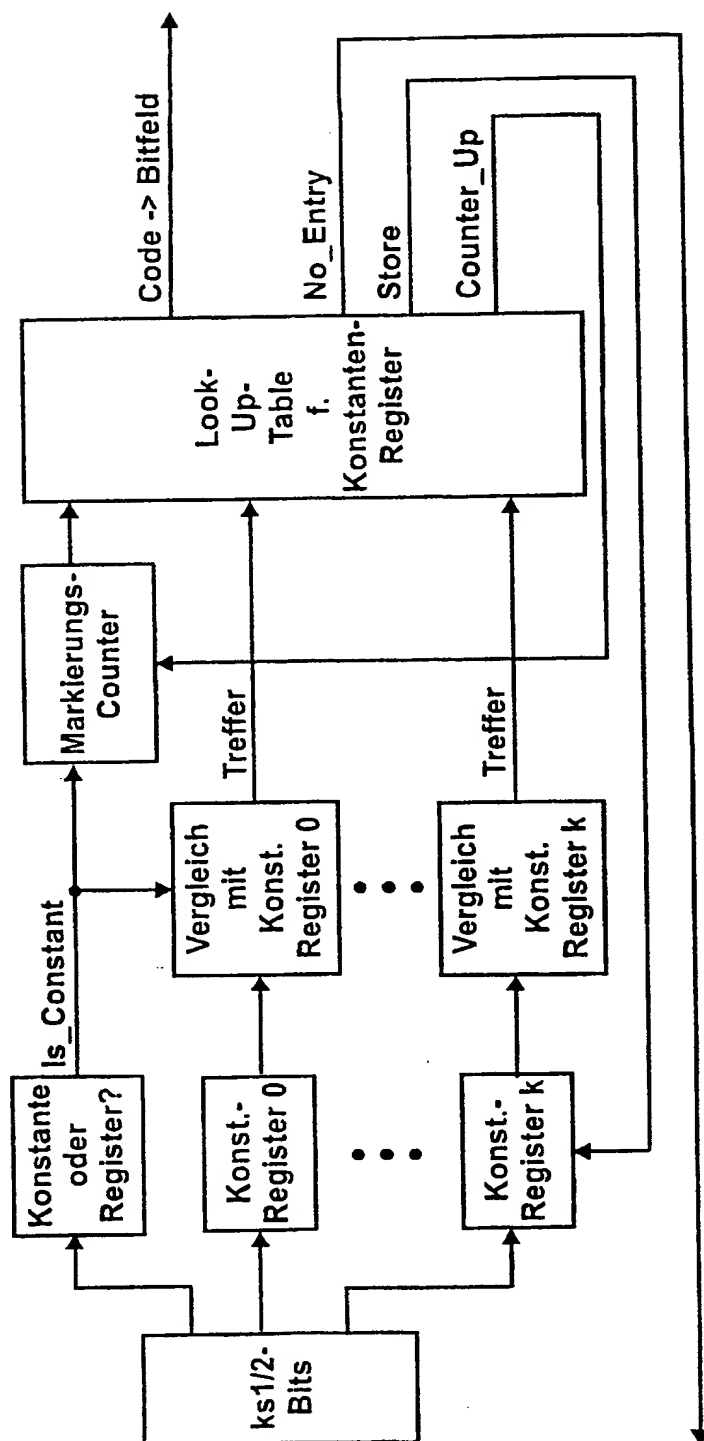 ks1/2-
Bits
Konstante
oder
Register?
Is_Constant
Konst.-
Register 0
Konst.-
Register k
Vergleich
mit
Konst.
Register 0
Vergleich
mit
Konst.
Register k
Treffer
Treffer
Markierungs-
Counter
Look-
Up-
Table
f.
Konstanten-
Register
Code -> Bitfeld
No_Entry
Store
Counter_Up